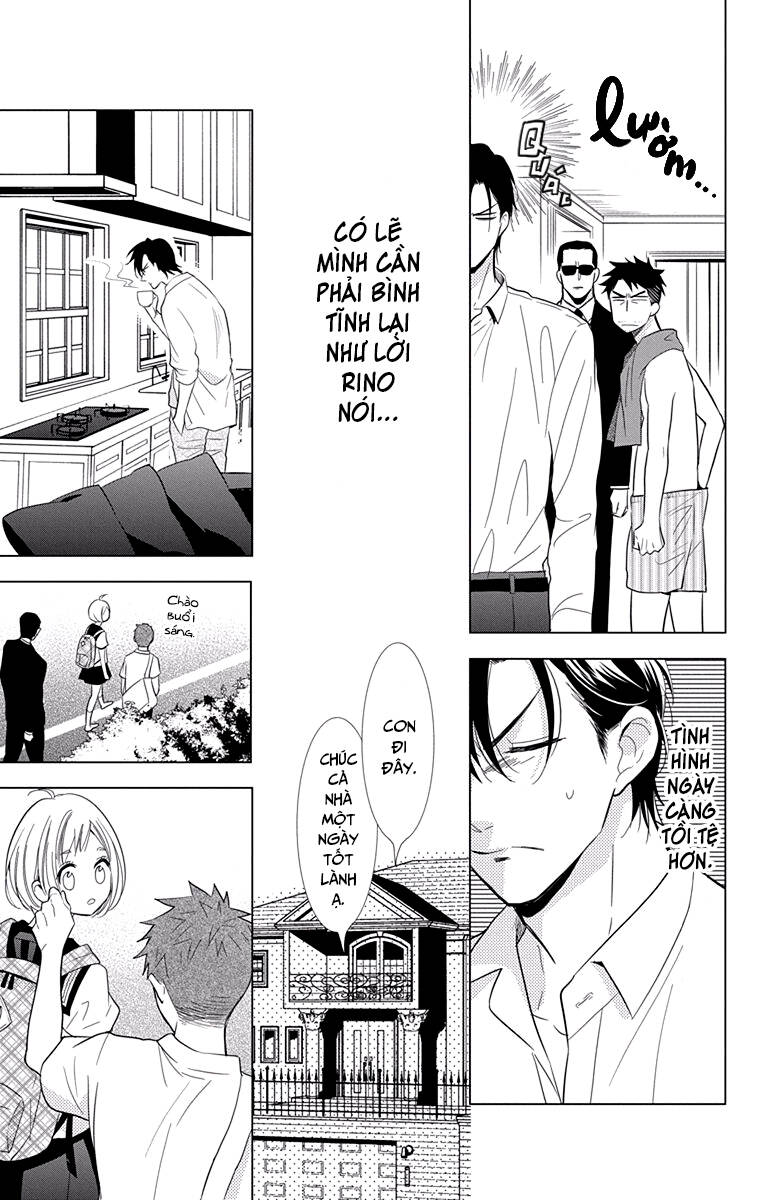 lườm...
QUÁC
TÌNH
HÌNH
NGÀY
CÀNG
TỒI TỆ
HƠN.
CÓ LẼ
MÌNH CẦN
PHẢI BÌNH
TĨNH LẠI
NHƯ LỜI
RINO
NÓI...
CON
ĐI
ĐÂY.
CHÚC
CẢ
NHÀ
MỘT
NGÀY
TỐT
LÀNH
Ạ.
Chào
buổi
sáng.